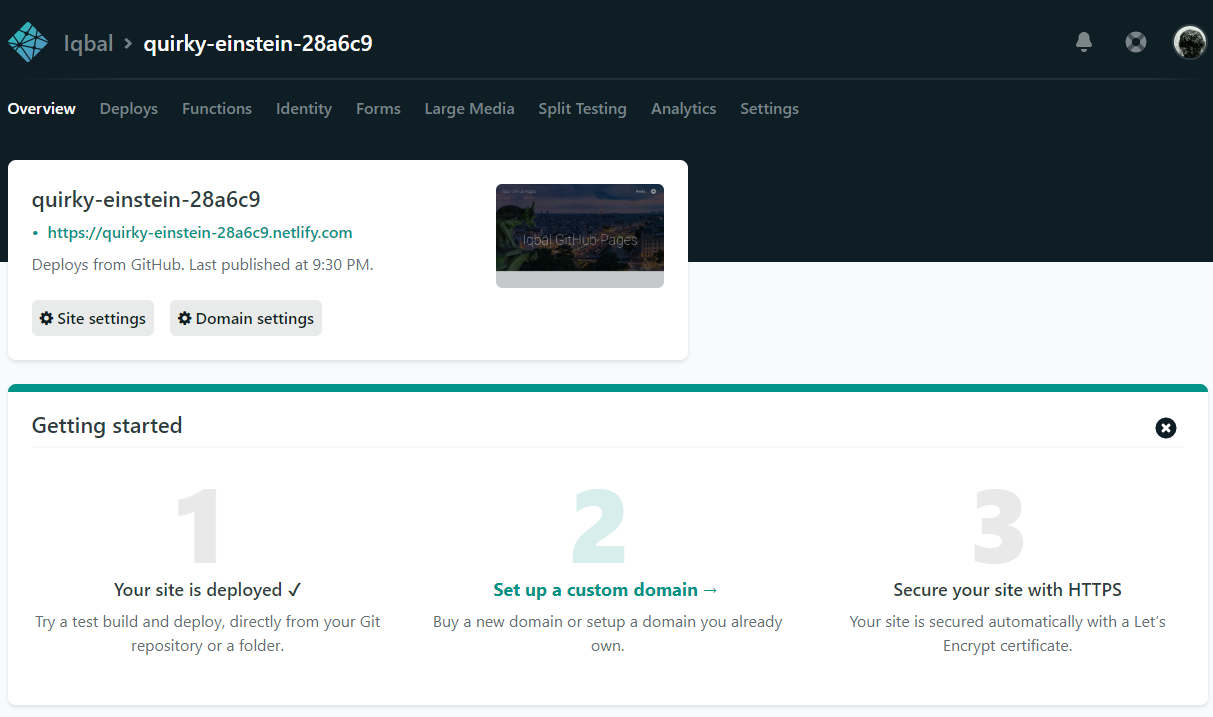 Iqbal > quirky-einstein-28a6c9
Overview Deploys Functions Identity Forms Large Media Split Testing Analytics Settings
quirky-einstein-28a6c9
• https://quirky-einstein-28a6c9.netlify.com
Deploys from GitHub. Last published at 9:30 PM.
Iqbal GitHub Pages
Site settings Domain settings
Getting started
1 2 3
Your site is deployed ✓
Try a test build and deploy, directly from your Git
repository or a folder.
Set up a custom domain →
Buy a new domain or setup a domain you already
own.
Secure your site with HTTPS
Your site is secured automatically with a Let’s
Encrypt certificate.